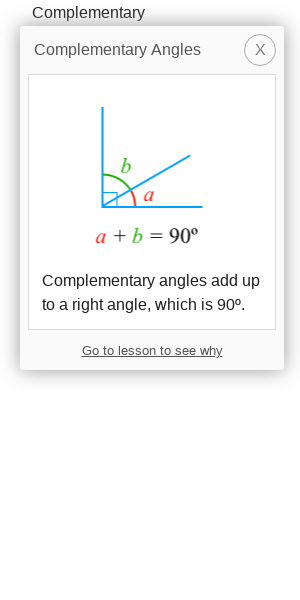 Complementary
Complementary Angles
X
b
a
a + b = 90º
Complementary angles add up
to a right angle, which is 90º.
Go to lesson to see why